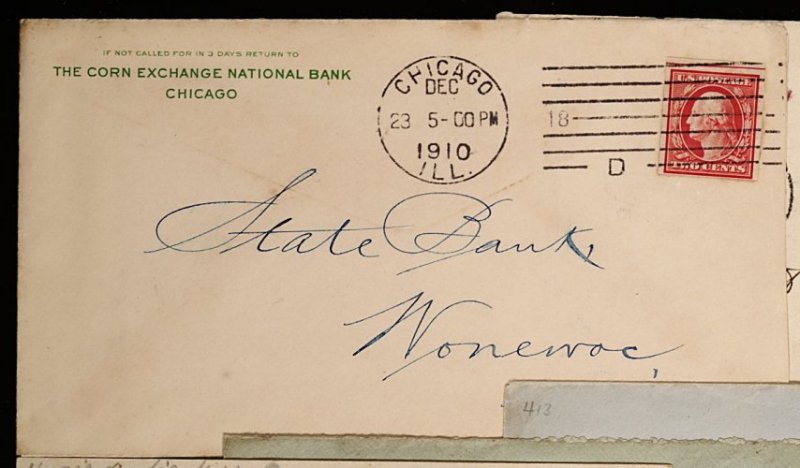 IF NOT CALLED FOR IN 3 DAYS RETURN TO
THE CORN EXCHANGE NATIONAL BANK
CHICAGO
CHICAGO
DEC
23 5-00 PM
1910
ILL.
18
D
U.S. POSTAGE
TWO CENTS
State Bank,
Wonewoc,
413